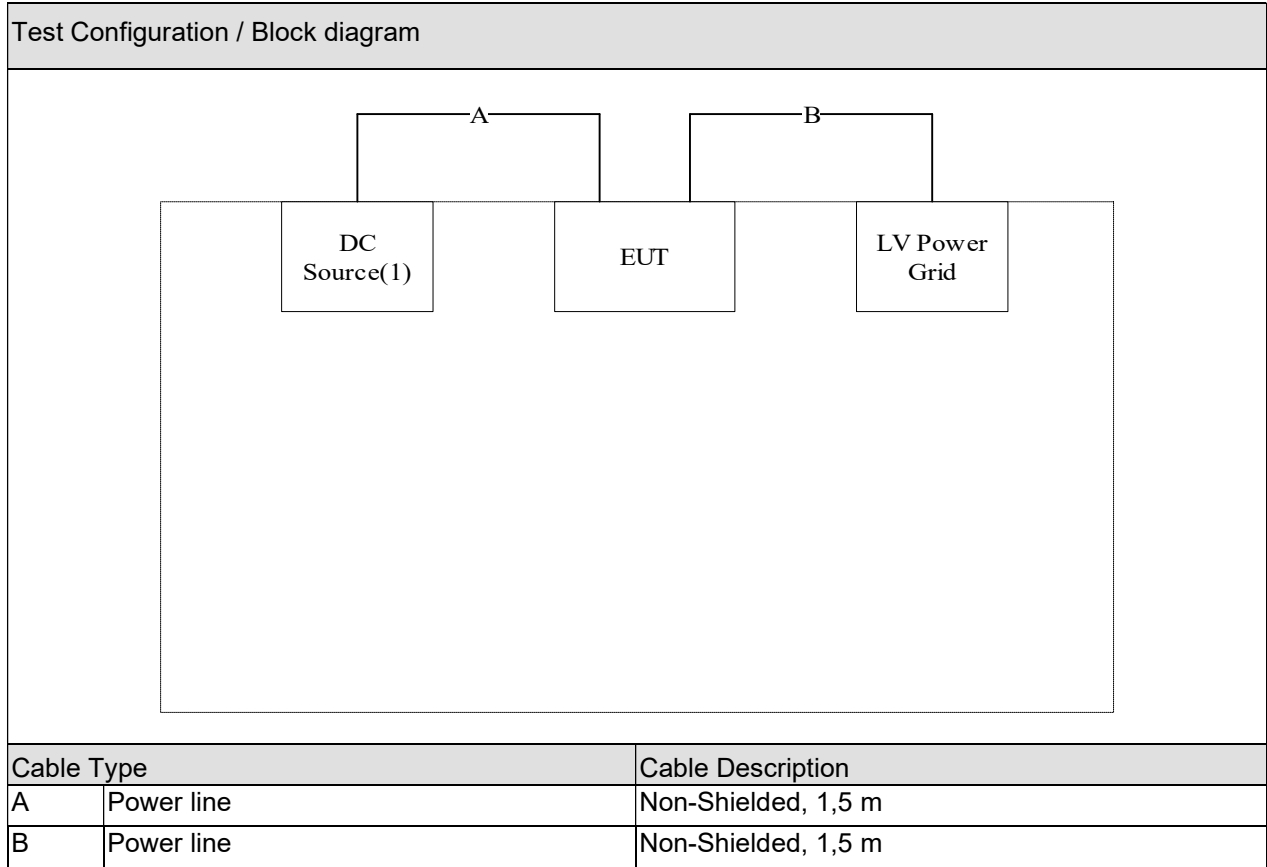 Test Configuration / Block diagram
A
B
DC
Source(1)
EUT
LV Power
Grid
Cable Type
Cable Description
A
Power line
Non-Shielded, 1,5 m
B
Power line
Non-Shielded, 1,5 m